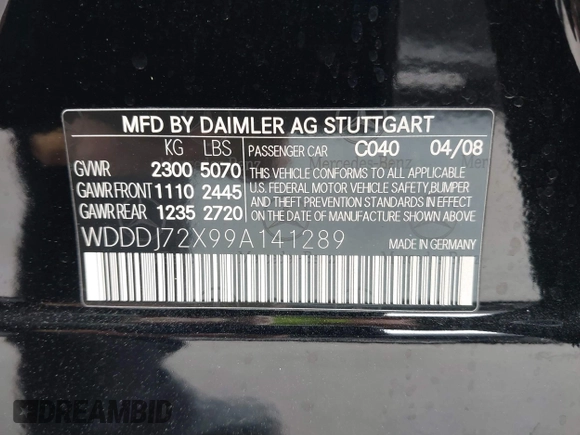 MFD BY DAIMLER AG STUTTGART
KG LBS
GVWR 2300 5070
GAWR FRONT 1110 2445
GAWR REAR 1235 2720
PASSENGER CAR C040 04/08
THIS VEHICLE CONFORMS TO ALL APPLICABLE
U.S. FEDERAL MOTOR VEHICLE SAFETY,BUMPER
AND THEFT PREVENTION STANDARDS IN EFFECT
ON THE DATE OF MANUFACTURE SHOWN ABOVE.
WDDDJ72X99A141289
MADE IN GERMANY
Mercedes-Benz
DREAMBID